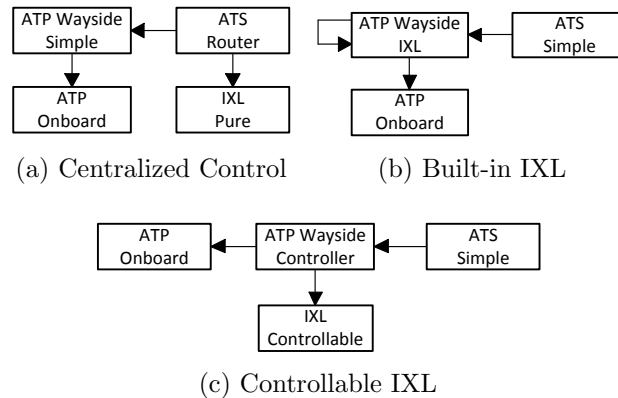 ATP Wayside
Simple
ATS
Router
ATP
Onboard
IXL
Pure
(a) Centralized Control
ATP Wayside
IXL
ATS
Simple
ATP
Onboard
(b) Built-in IXL
ATP
Onboard
ATP Wayside
Controller
ATS
Simple
IXL
Controllable
(c) Controllable IXL